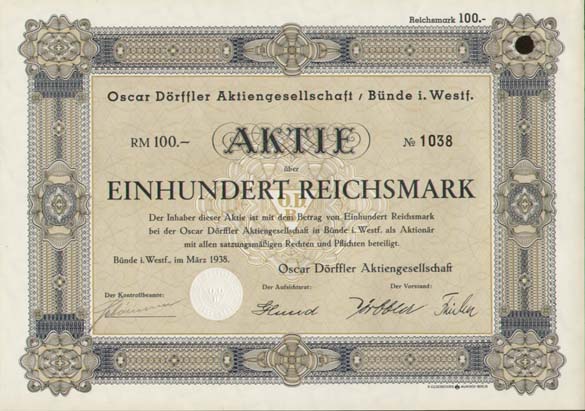 Reichsmark 100.-
Oscar Dörffler Aktiengesellschaft / Bünde i. Westf.
RM 100.– AKTIE № 1038
über
EINHUNDERT REICHSMARK
Der Inhaber dieser Aktie ist mit dem Betrag von Einhundert Reichsmark
bei der Oscar Dörffler Aktiengesellschaft in Bünde i. Westf. als Aktionär
mit allen satzungsmäßigen Rechten und Pflichten beteiligt.
Bünde i. Westf., im März 1938.
Oscar Dörffler Aktiengesellschaft
Der Kontrollbeamte: Der Aufsichtsrat: Der Vorstand:
Dörffler